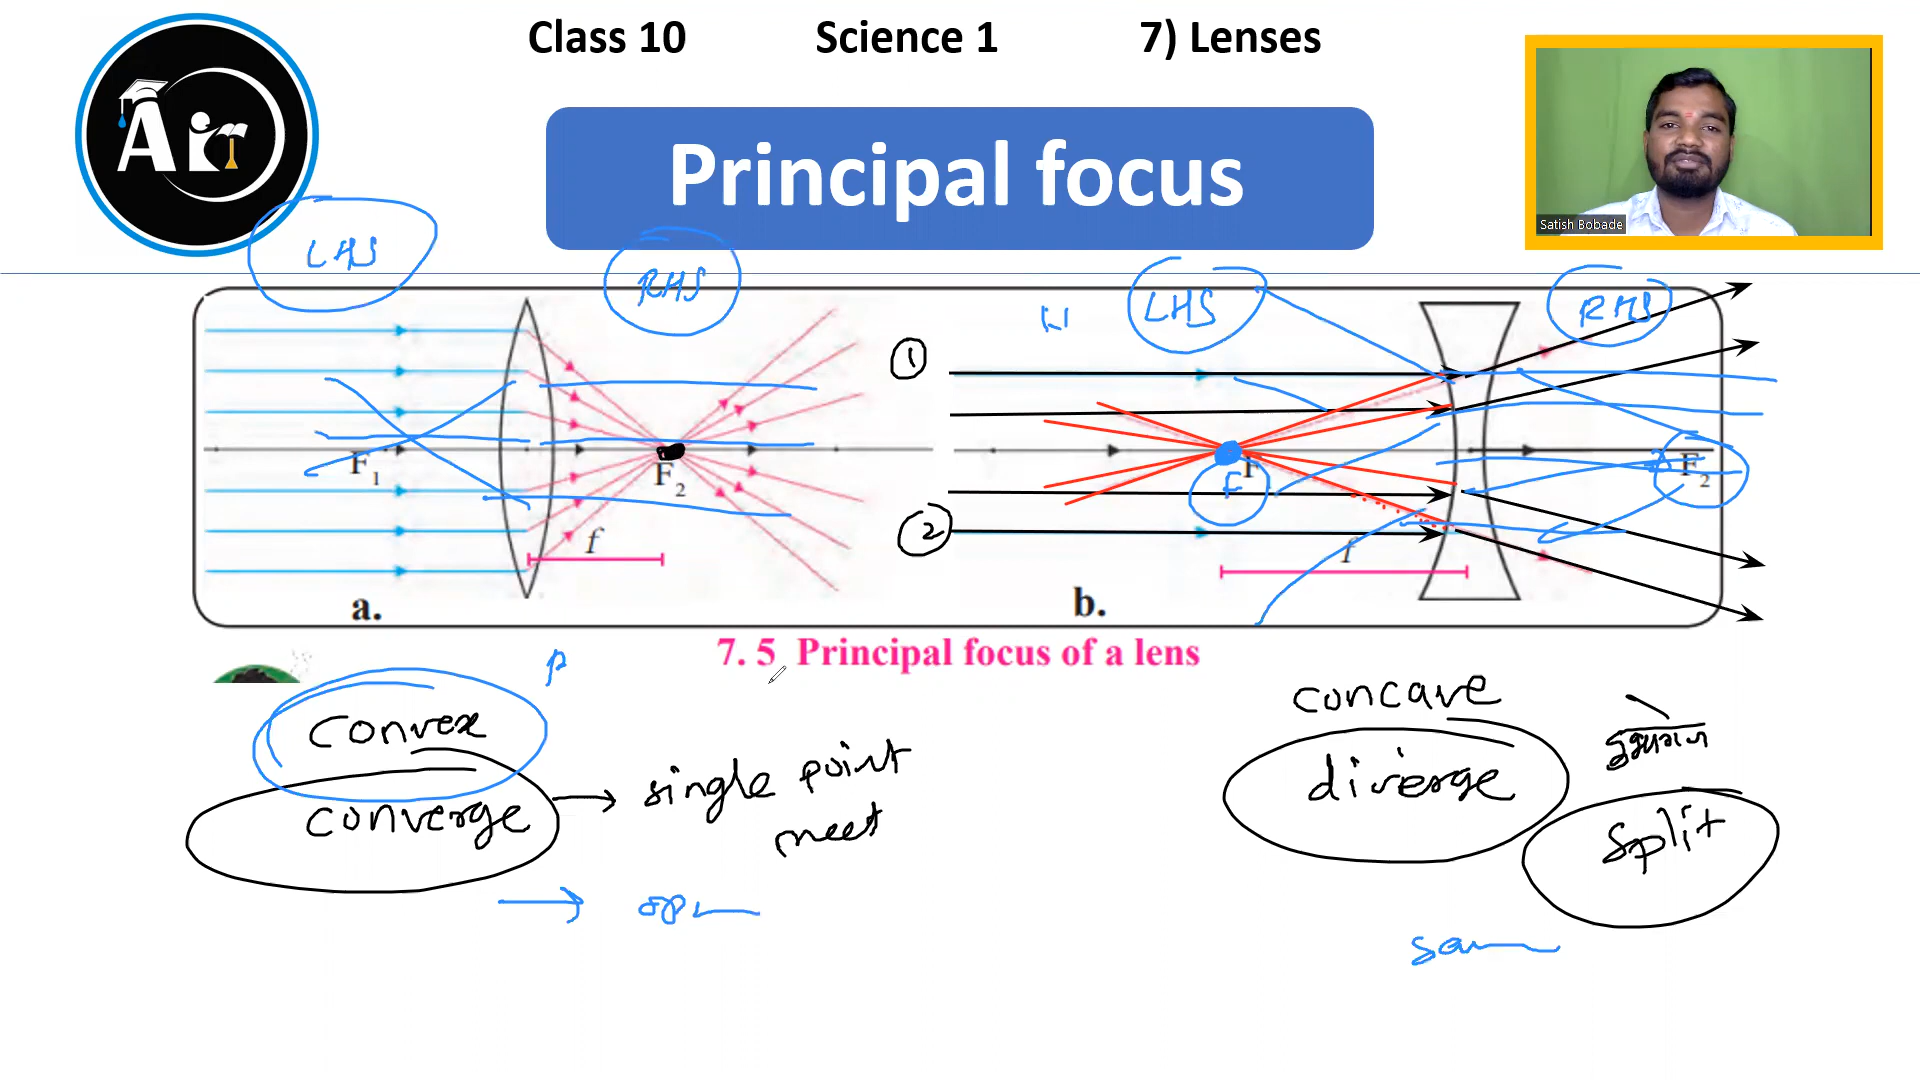 Class 10 Science 1 7) Lenses
Air
Principal focus
Satish Bobade
LHS
RHS
LHS
RHS
1
F1
F2
F
F
F2
2
f
f
a.
b.
7. 5 Principal focus of a lens
convex
converge
single point
meet
concave
diverge
split